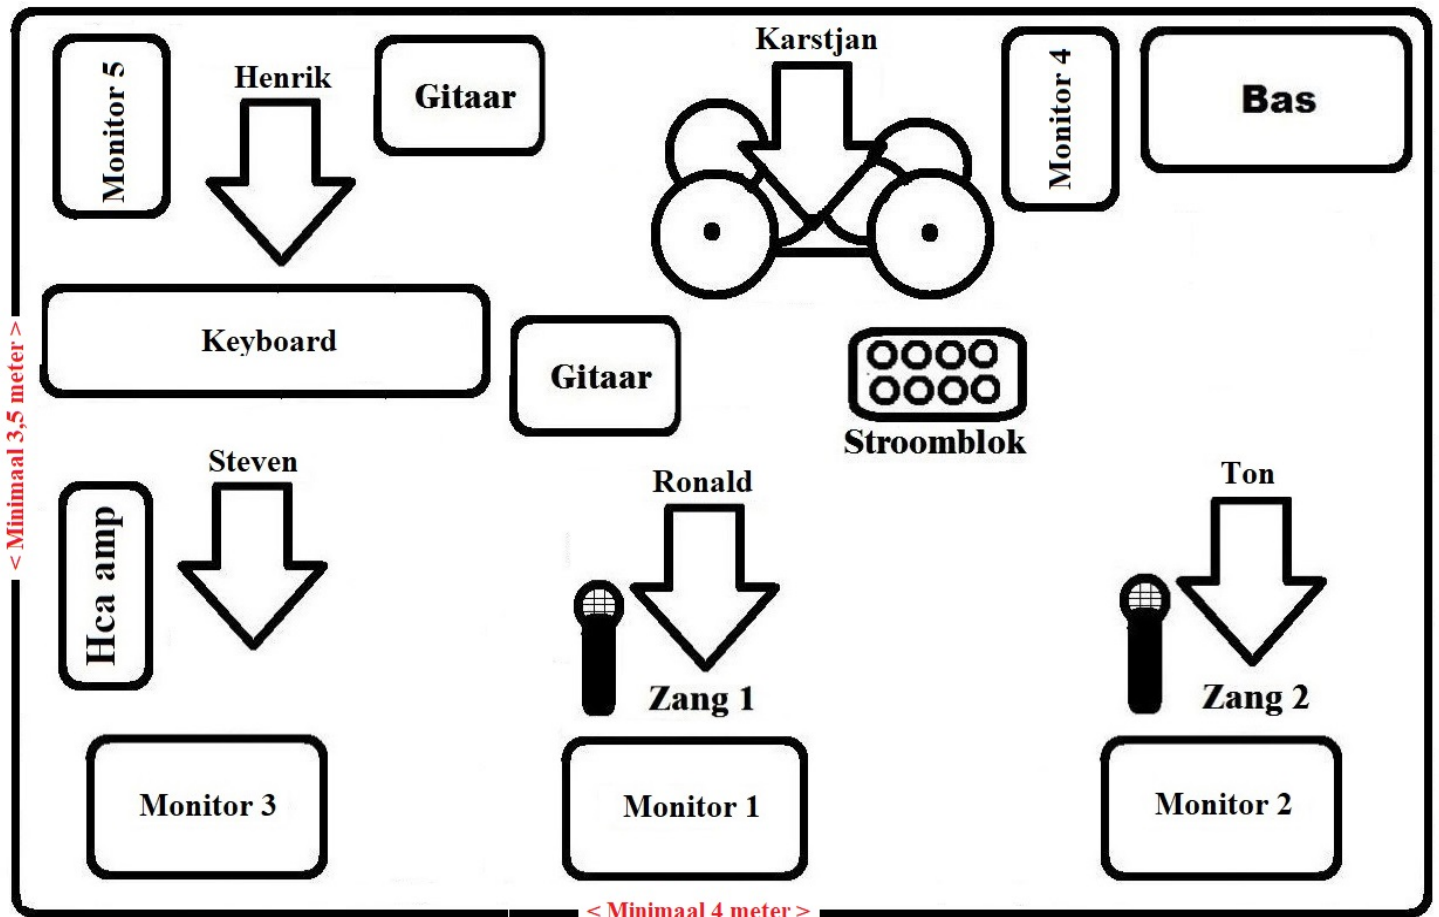 Karstjan
Henrik
Monitor 5
Gitaar
Monitor 4
Bas
Keyboard
Gitaar
Stroomblok
< Minimaal 3,5 meter >
Steven
Ronald
Ton
Hca amp
Zang 1
Zang 2
Monitor 3
Monitor 1
Monitor 2
< Minimaal 4 meter >